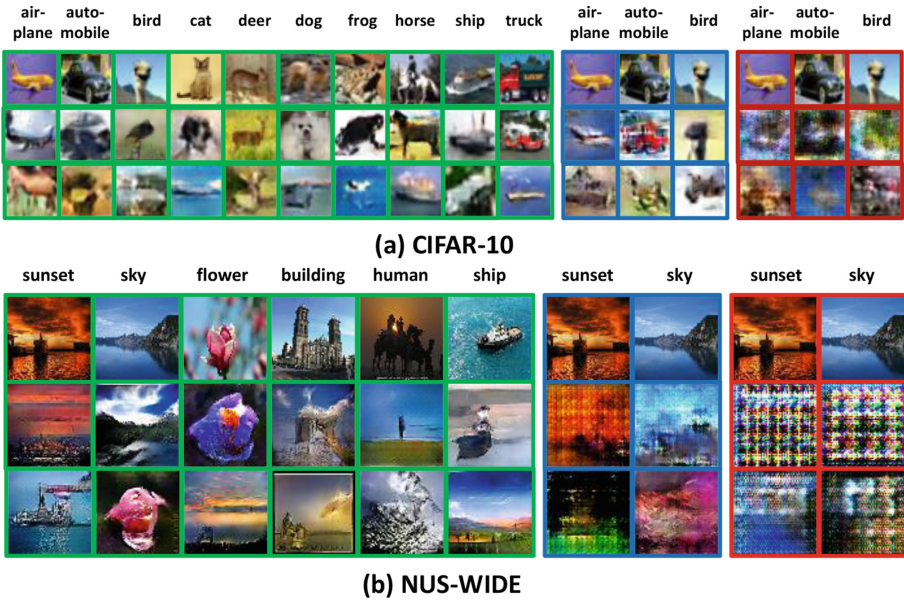 air- auto- bird cat deer dog frog horse ship truck air- auto- bird air- auto- bird
plane mobile plane mobile plane mobile
(a) CIFAR-10
sunset sky flower building human ship sunset sky sunset sky
(b) NUS-WIDE